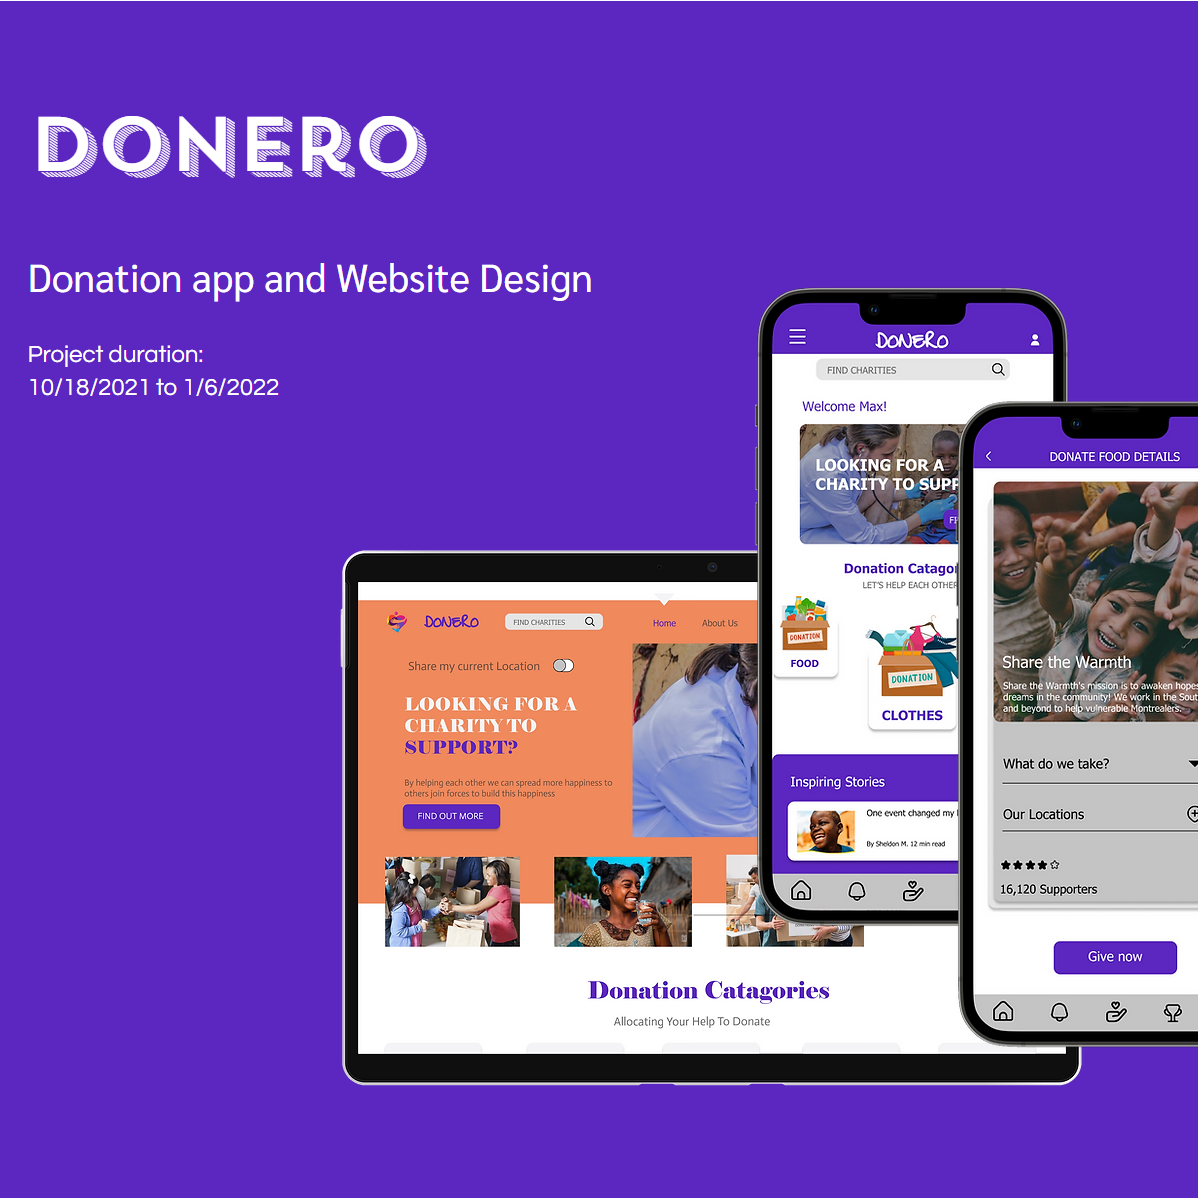 DONERO
Donation app and Website Design
Project duration:
10/18/2021 to 1/6/2022
DONERO
FIND CHARITIES
Share my current Location
Home
About Us
LOOKING FOR A
CHARITY TO
SUPPORT?
By helping each other we can spread more happiness to
others join forces to build this happiness
FIND OUT MORE
Donation Catagories
Allocating Your Help To Donate
DONERO
FIND CHARITIES
Welcome Max!
LOOKING FOR A
CHARITY TO SUPP
FI
Donation Catagor
LET'S HELP EACH OTHER
DONATION
FOOD
DONATION
CLOTHES
Inspiring Stories
One event changed my
By Sheldon M. 12 min read
DONATE FOOD DETAILS
Share the Warmth
Share the Warmth's mission is to awaken hopes
dreams in the community! We work in the Sout
and beyond to help vulnerable Montrealers.
What do we take?
Our Locations
16,120 Supporters
Give now